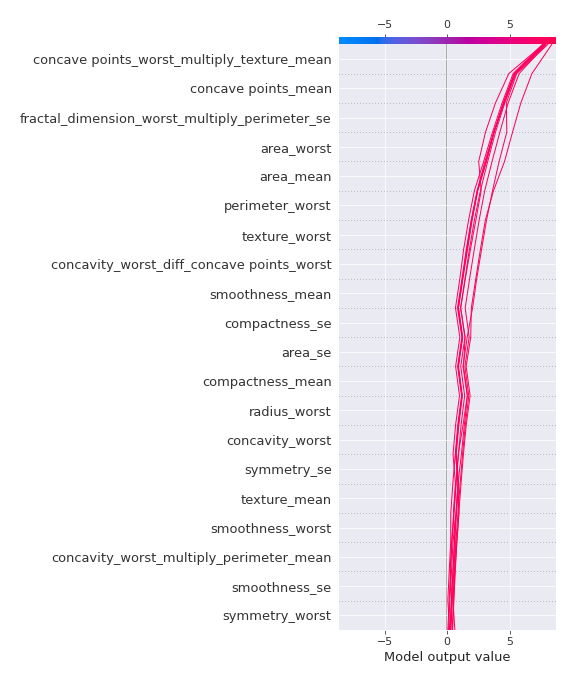 −5 0 5
concave points_worst_multiply_texture_mean
concave points_mean
fractal_dimension_worst_multiply_perimeter_se
area_worst
area_mean
perimeter_worst
texture_worst
concavity_worst_diff_concave points_worst
smoothness_mean
compactness_se
area_se
compactness_mean
radius_worst
concavity_worst
symmetry_se
texture_mean
smoothness_worst
concavity_worst_multiply_perimeter_mean
smoothness_se
symmetry_worst
−5 0 5
Model output value